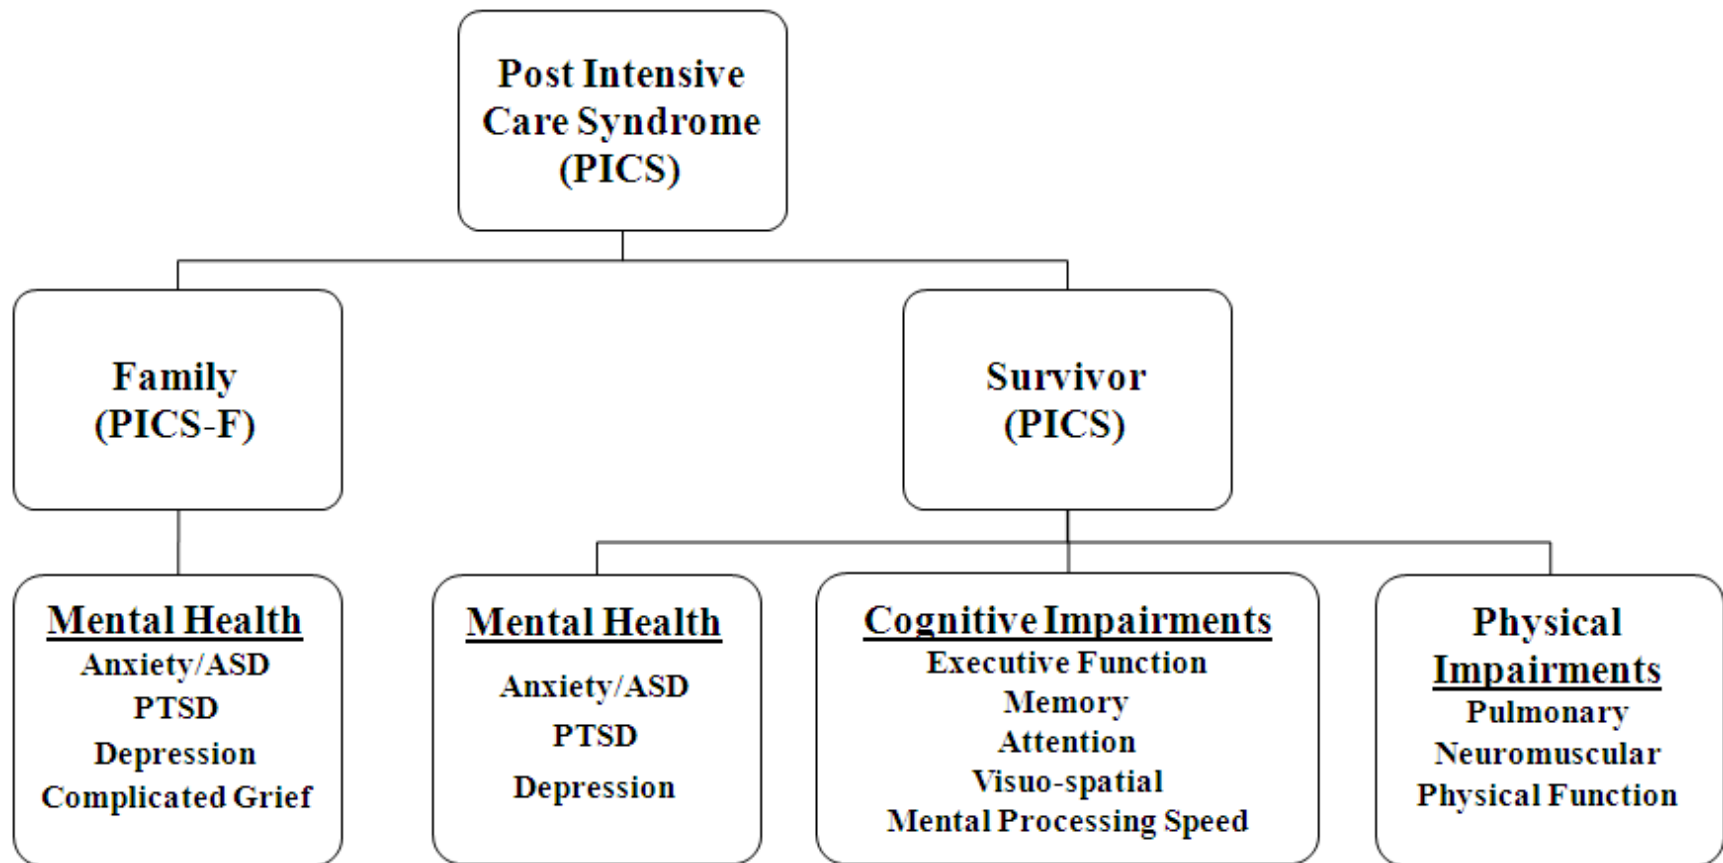 Post Intensive
Care Syndrome
(PICS)
Family
(PICS-F)
Survivor
(PICS)
Mental Health
Anxiety/ASD
PTSD
Depression
Complicated Grief
Mental Health
Anxiety/ASD
PTSD
Depression
Cognitive Impairments
Executive Function
Memory
Attention
Visuo-spatial
Mental Processing Speed
Physical
Impairments
Pulmonary
Neuromuscular
Physical Function